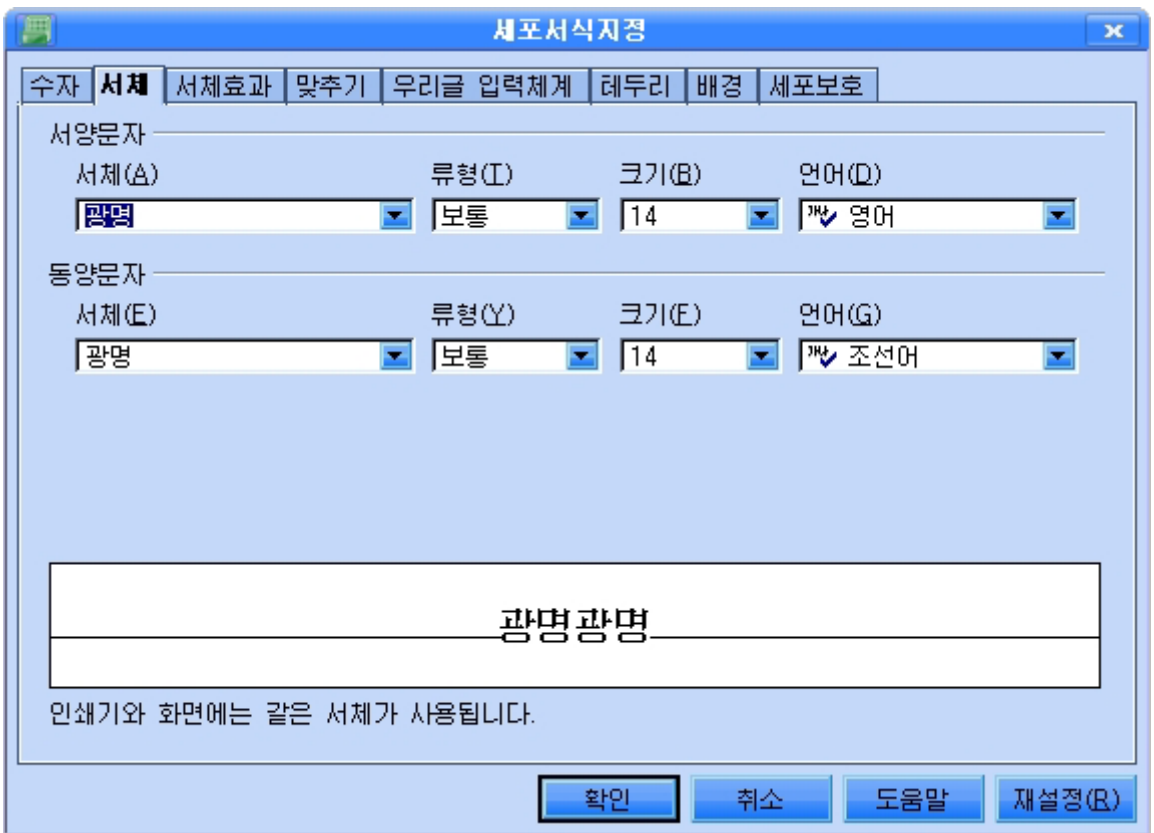 세포서식지정
수자 서체 서체효과 맞추기 우리글 입력체계 테두리 배경 세포보호
서양문자
서체(A) 류형(T) 크기(B) 언어(D)
광명 보통 14 영어
동양문자
서체(E) 류형(Y) 크기(F) 언어(G)
광명 보통 14 조선어
광명광명
인쇄기와 화면에는 같은 서체가 사용됩니다.
확인 취소 도움말 재설정(R)